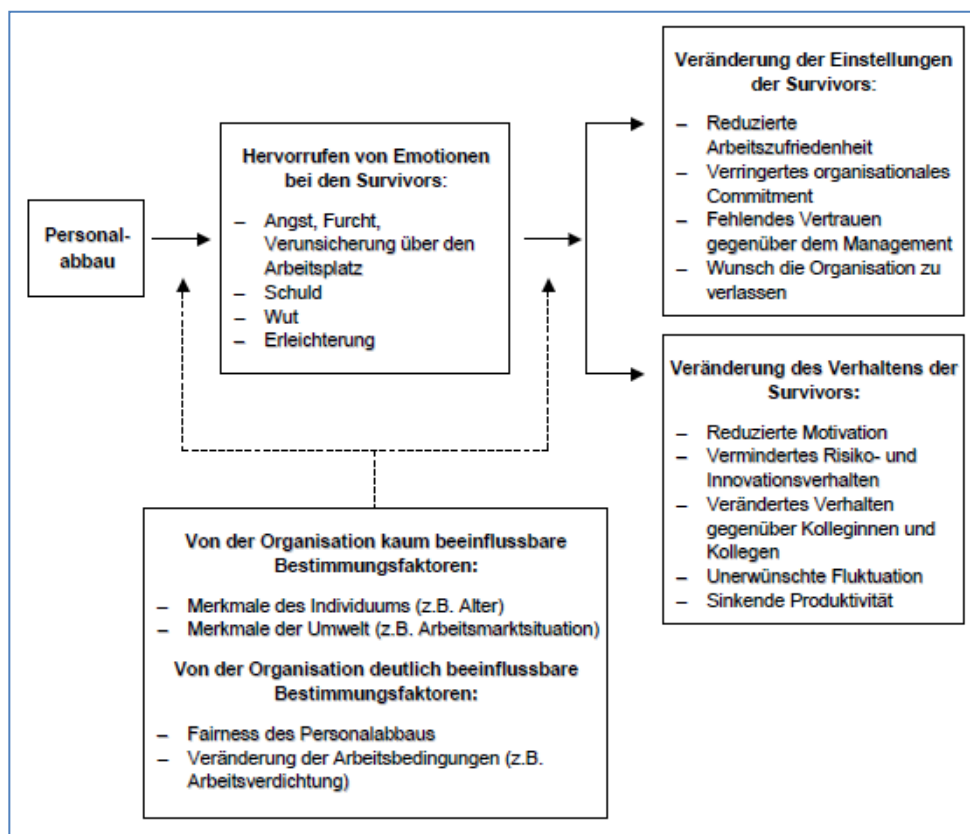 Personal-
abbau
Hervorrufen von Emotionen
bei den Survivors:
– Angst, Furcht,
Verunsicherung über den
Arbeitsplatz
– Schuld
– Wut
– Erleichterung
Veränderung der Einstellungen
der Survivors:
– Reduzierte
Arbeitszufriedenheit
– Verringertes organisationales
Commitment
– Fehlendes Vertrauen
gegenüber dem Management
– Wunsch die Organisation zu
verlassen
Veränderung des Verhaltens der
Survivors:
– Reduzierte Motivation
– Vermindertes Risiko- und
Innovationsverhalten
– Verändertes Verhalten
gegenüber Kolleginnen und
Kollegen
– Unerwünschte Fluktuation
– Sinkende Produktivität
Von der Organisation kaum beeinflussbare
Bestimmungsfaktoren:
– Merkmale des Individuums (z.B. Alter)
– Merkmale der Umwelt (z.B. Arbeitsmarktsituation)
Von der Organisation deutlich beeinflussbare
Bestimmungsfaktoren:
– Fairness des Personalabbaus
– Veränderung der Arbeitsbedingungen (z.B.
Arbeitsverdichtung)